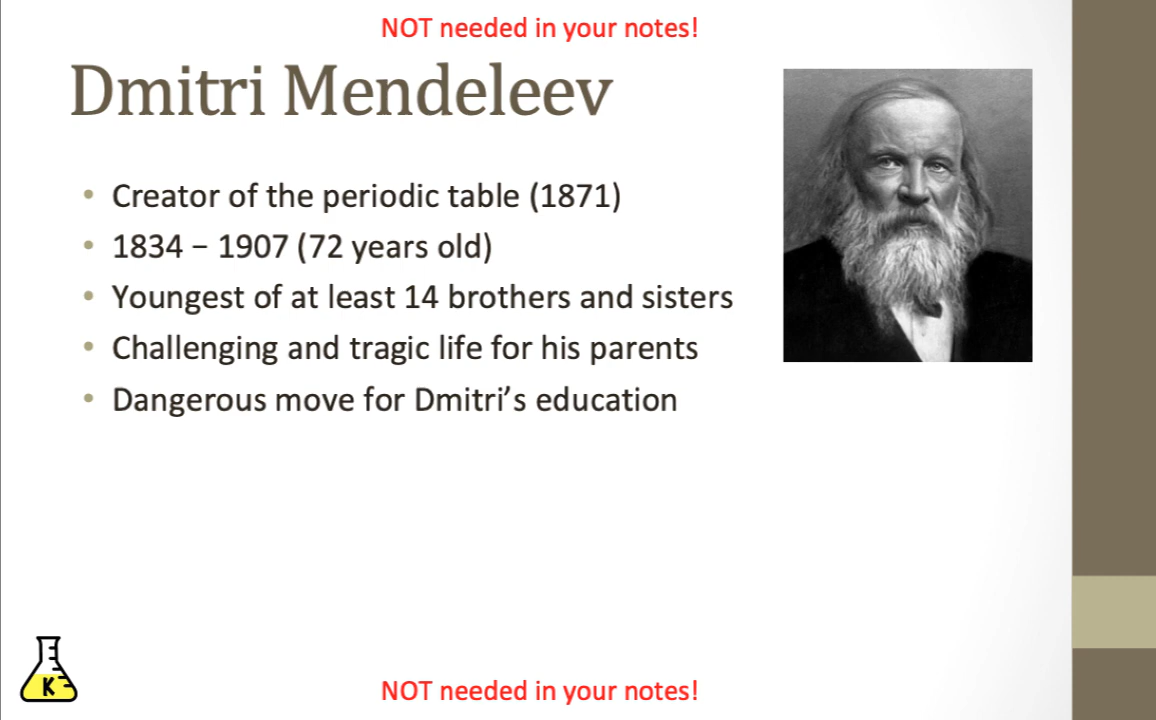 NOT needed in your notes!
Dmitri Mendeleev
• Creator of the periodic table (1871)
• 1834 – 1907 (72 years old)
• Youngest of at least 14 brothers and sisters
• Challenging and tragic life for his parents
• Dangerous move for Dmitri’s education
K
NOT needed in your notes!